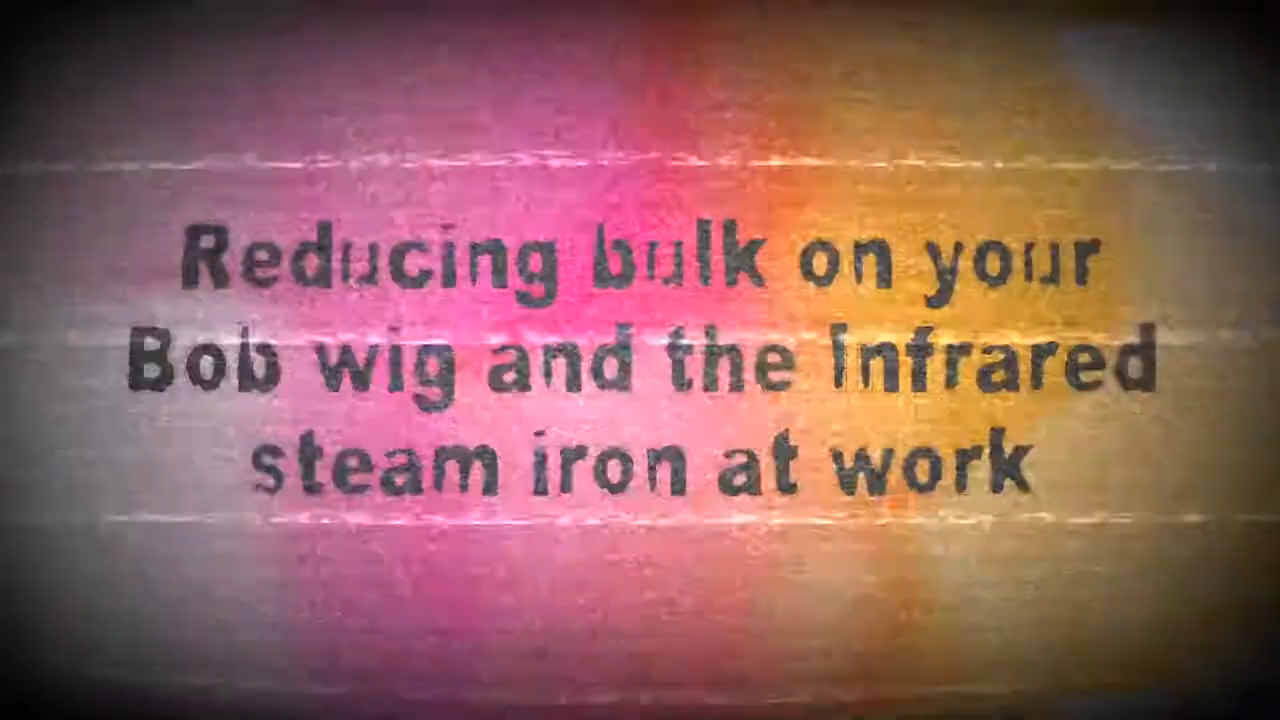 Reducing bulk on your
Bob wig and the Infrared
steam iron at work